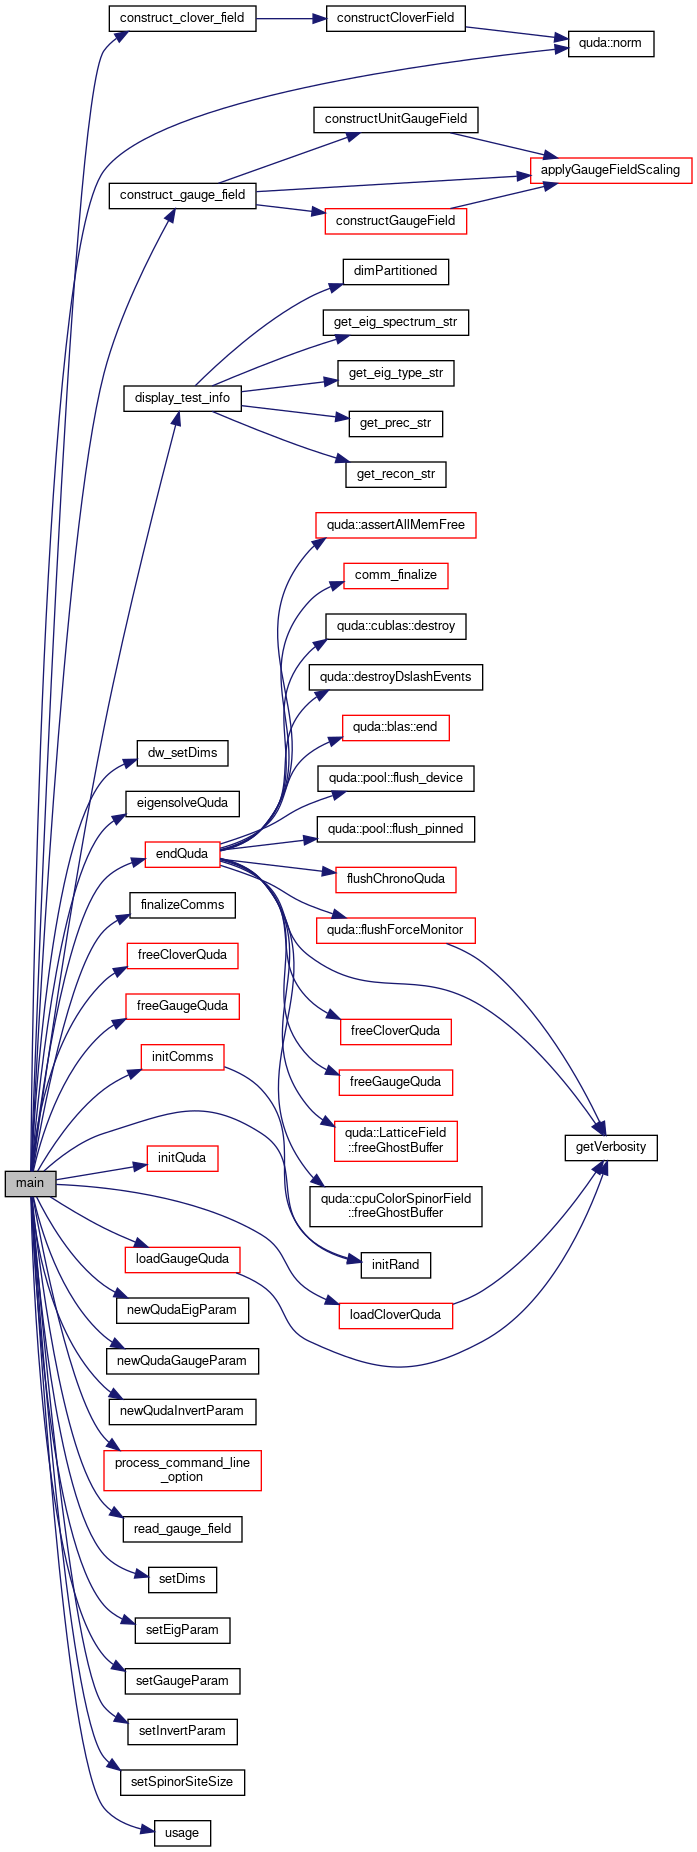 construct_clover_field
constructCloverField
quda::norm
constructUnitGaugeField
applyGaugeFieldScaling
construct_gauge_field
constructGaugeField
dimPartitioned
get_eig_spectrum_str
get_eig_type_str
display_test_info
get_prec_str
get_recon_str
quda::assertAllMemFree
comm_finalize
quda::cublas::destroy
quda::destroyDslashEvents
quda::blas::end
dw_setDims
quda::pool::flush_device
eigensolveQuda
quda::pool::flush_pinned
endQuda
flushChronoQuda
finalizeComms
quda::flushForceMonitor
freeCloverQuda
freeGaugeQuda
freeCloverQuda
initComms
freeGaugeQuda
quda::LatticeField
::freeGhostBuffer
getVerbosity
initQuda
main
quda::cpuColorSpinorField
::freeGhostBuffer
loadGaugeQuda
initRand
newQudaEigParam
loadCloverQuda
newQudaGaugeParam
newQudaInvertParam
process_command_line
_option
read_gauge_field
setDims
setEigParam
setGaugeParam
setInvertParam
setSpinorSiteSize
usage